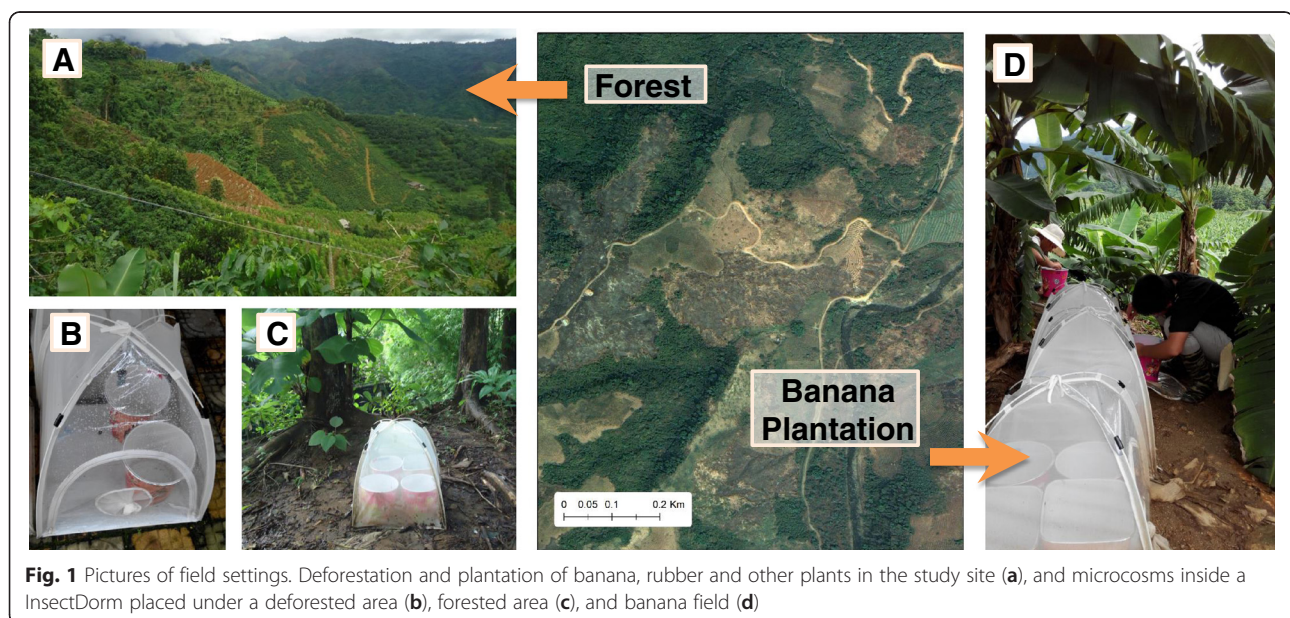 A
Forest
D
B
C
Banana
Plantation
0 0.05 0.1 0.2 Km
Fig. 1 Pictures of field settings. Deforestation and plantation of banana, rubber and other plants in the study site (a), and microcosms inside a
InsectDorm placed under a deforested area (b), forested area (c), and banana field (d)